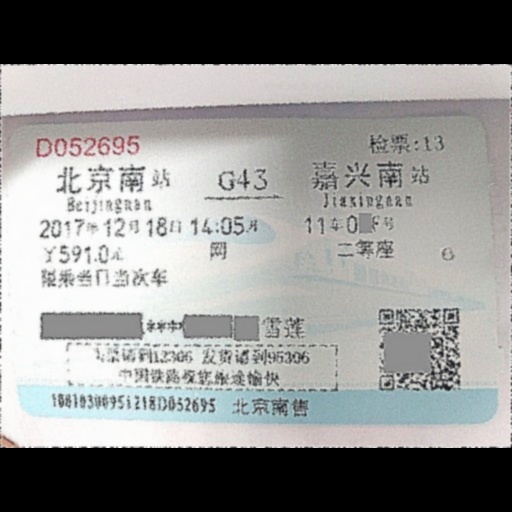 D052695 检票:13
北京南站 G43 嘉兴南站
Beijingnan Jiaxingnan
2017年12月18日 14:05开 11车0 F号
¥591.0元 网 二等座
限乘当日当次车
*** 雪莲
买票请到12306 发货请到95306
中国铁路祝您旅途愉快
10010300951218D052695 北京南售